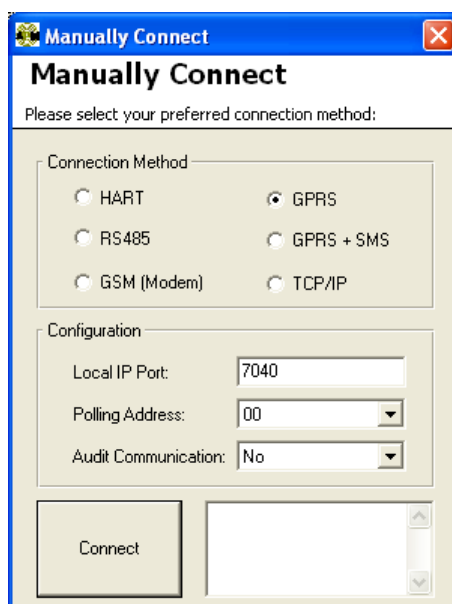 Manually Connect
Manually Connect
Please select your preferred connection method:
Connection Method
HART
GPRS
RS485
GPRS + SMS
GSM (Modem)
TCP/IP
Configuration
Local IP Port: 7040
Polling Address: 00
Audit Communication: No
Connect